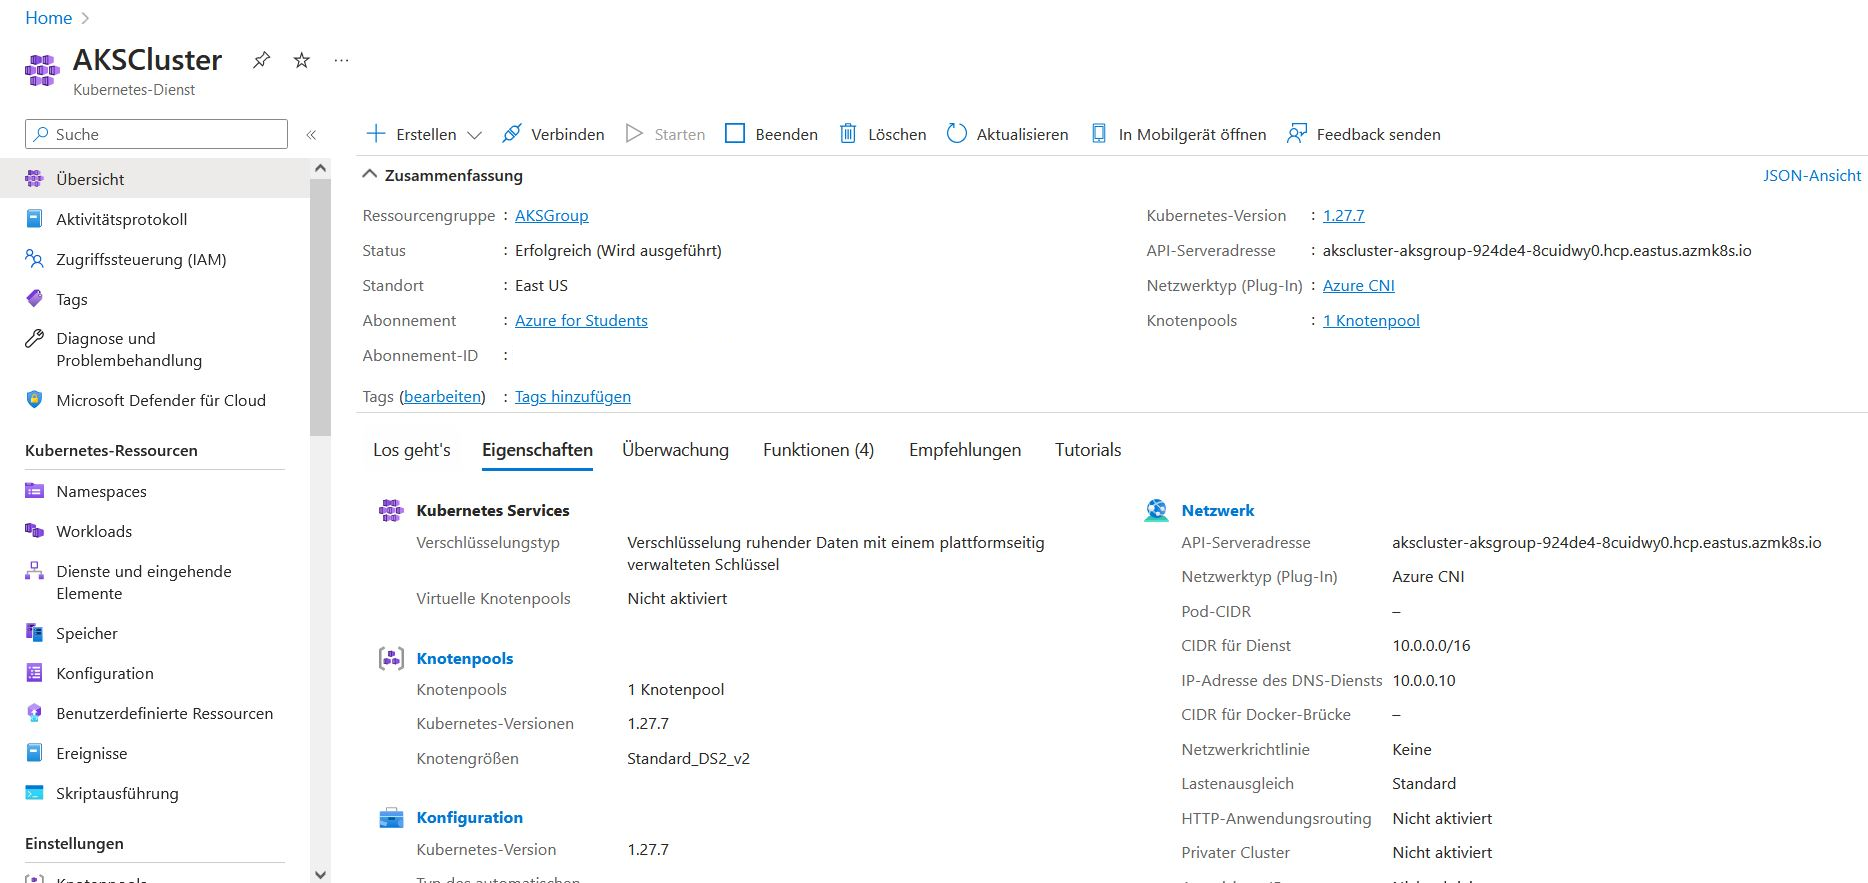 Home
AKSCluster
Kubernetes-Dienst
Suche
Erstellen Verbinden Starten Beenden Löschen Aktualisieren In Mobilgerät öffnen Feedback senden
Übersicht
Aktivitätsprotokoll
Zugriffssteuerung (IAM)
Tags
Diagnose und
Problembehandlung
Microsoft Defender für Cloud
Kubernetes-Ressourcen
Namespaces
Workloads
Dienste und eingehende
Elemente
Speicher
Konfiguration
Benutzerdefinierte Ressourcen
Ereignisse
Skriptausführung
Einstellungen
Knotenpools
Zusammenfassung
JSON-Ansicht
Ressourcengruppe : AKSGroup
Status : Erfolgreich (Wird ausgeführt)
Standort : East US
Abonnement : Azure for Students
Abonnement-ID :
Tags (bearbeiten) : Tags hinzufügen
Kubernetes-Version : 1.27.7
API-Serveradresse : akscluster-aksgroup-924de4-8cuidwy0.hcp.eastus.azmk8s.io
Netzwerktyp (Plug-In) : Azure CNI
Knotenpools : 1 Knotenpool
Los geht's Eigenschaften Überwachung Funktionen (4) Empfehlungen Tutorials
Kubernetes Services
Verschlüsselungstyp Verschlüsselung ruhender Daten mit einem plattformseitig
verwalteten Schlüssel
Virtuelle Knotenpools Nicht aktiviert
Knotenpools
Knotenpools 1 Knotenpool
Kubernetes-Versionen 1.27.7
Knotengrößen Standard_DS2_v2
Konfiguration
Kubernetes-Version 1.27.7
Typ des automatischen
Netzwerk
API-Serveradresse akscluster-aksgroup-924de4-8cuidwy0.hcp.eastus.azmk8s.io
Netzwerktyp (Plug-In) Azure CNI
Pod-CIDR –
CIDR für Dienst 10.0.0.0/16
IP-Adresse des DNS-Diensts 10.0.0.10
CIDR für Docker-Brücke –
Netzwerkrichtlinie Keine
Lastenausgleich Standard
HTTP-Anwendungsrouting Nicht aktiviert
Privater Cluster Nicht aktiviert